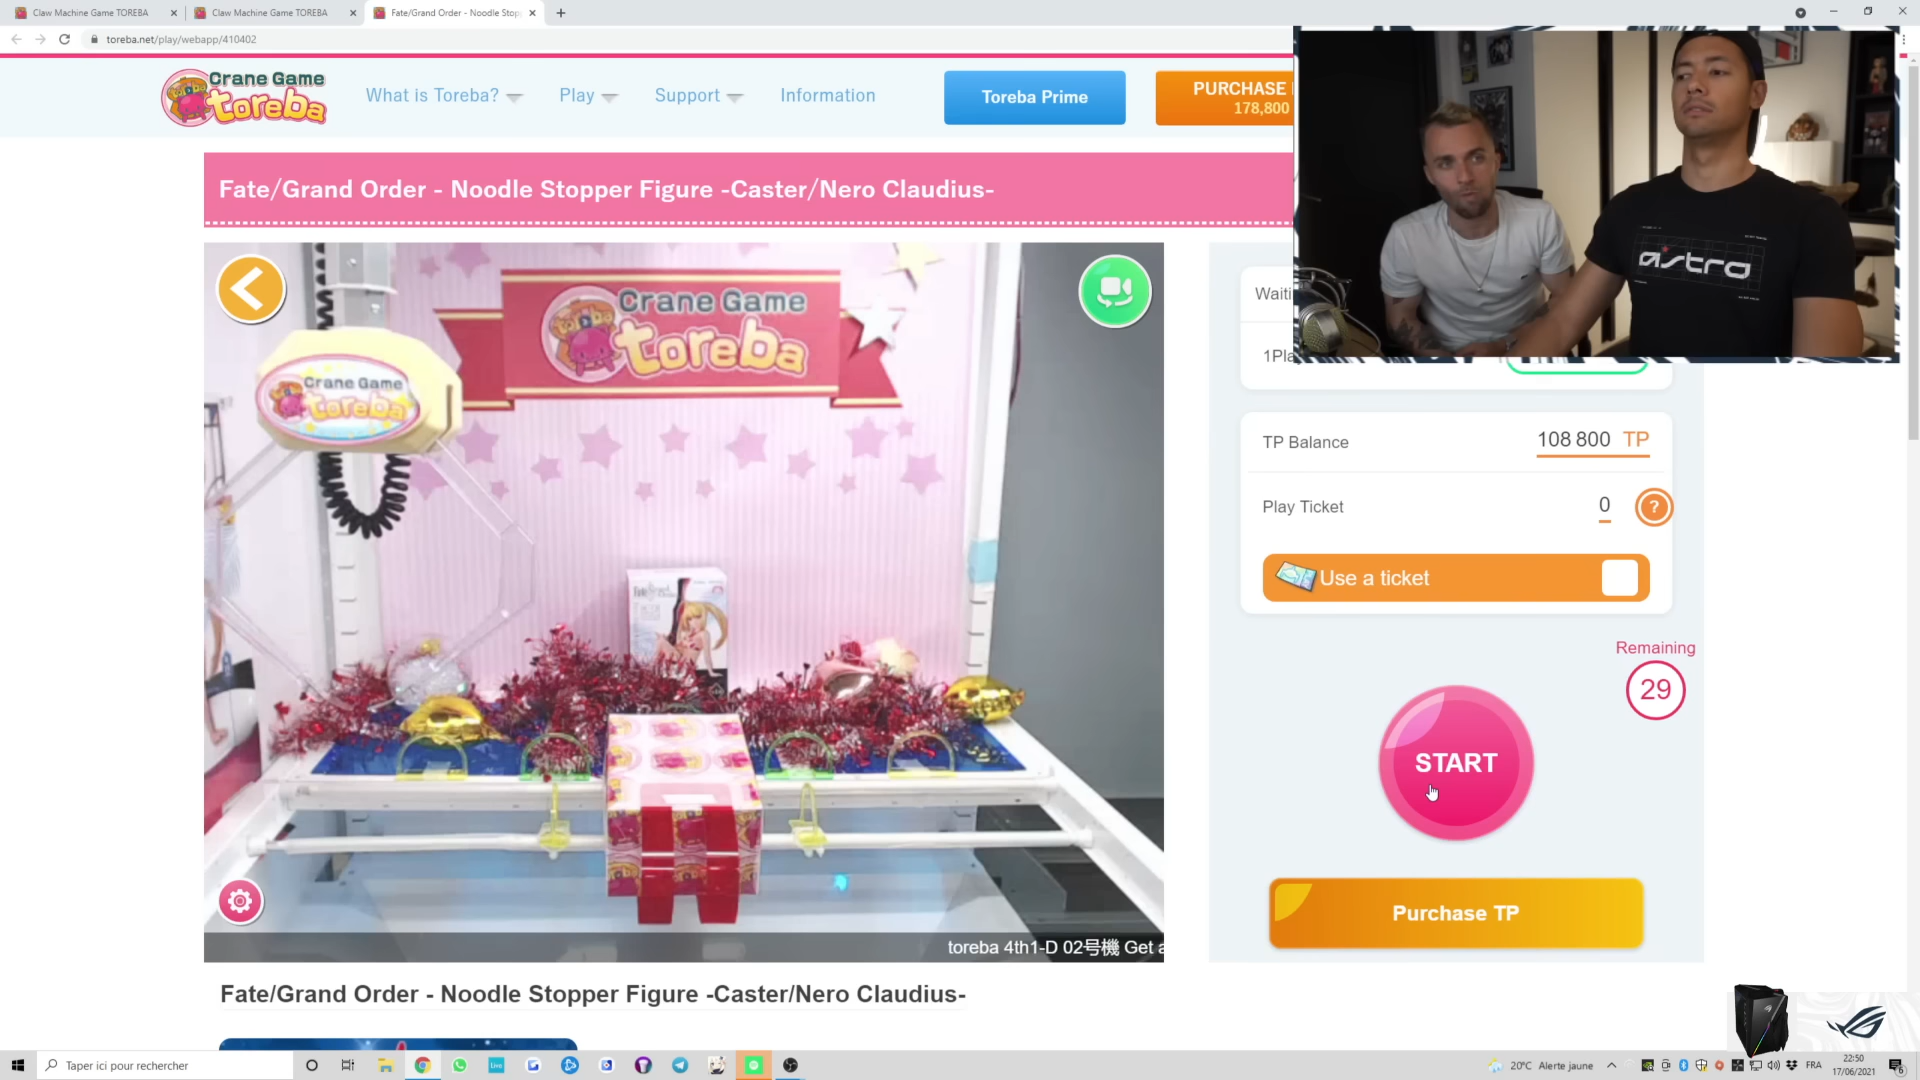 Claw Machine Game TOREBA
Claw Machine Game TOREBA
Fate/Grand Order - Noodle Stop
toreba.net/play/webapp/410402
Crane Game
toreba
What is Toreba?
Play
Support
Information
Toreba Prime
PURCHASE
178,800
Fate/Grand Order - Noodle Stopper Figure -Caster/Nero Claudius-
astro
Crane Game
toreba
Crane Game
toreba
Waiti
1Pla
TP Balance
108 800 TP
Play Ticket
0
?
Use a ticket
Remaining
29
START
Purchase TP
toreba 4th1-D 02号機 Get a
Fate/Grand Order - Noodle Stopper Figure -Caster/Nero Claudius-
Taper ici pour rechercher
Live
20°C Alerte jaune
FRA
22:50
17/06/2021